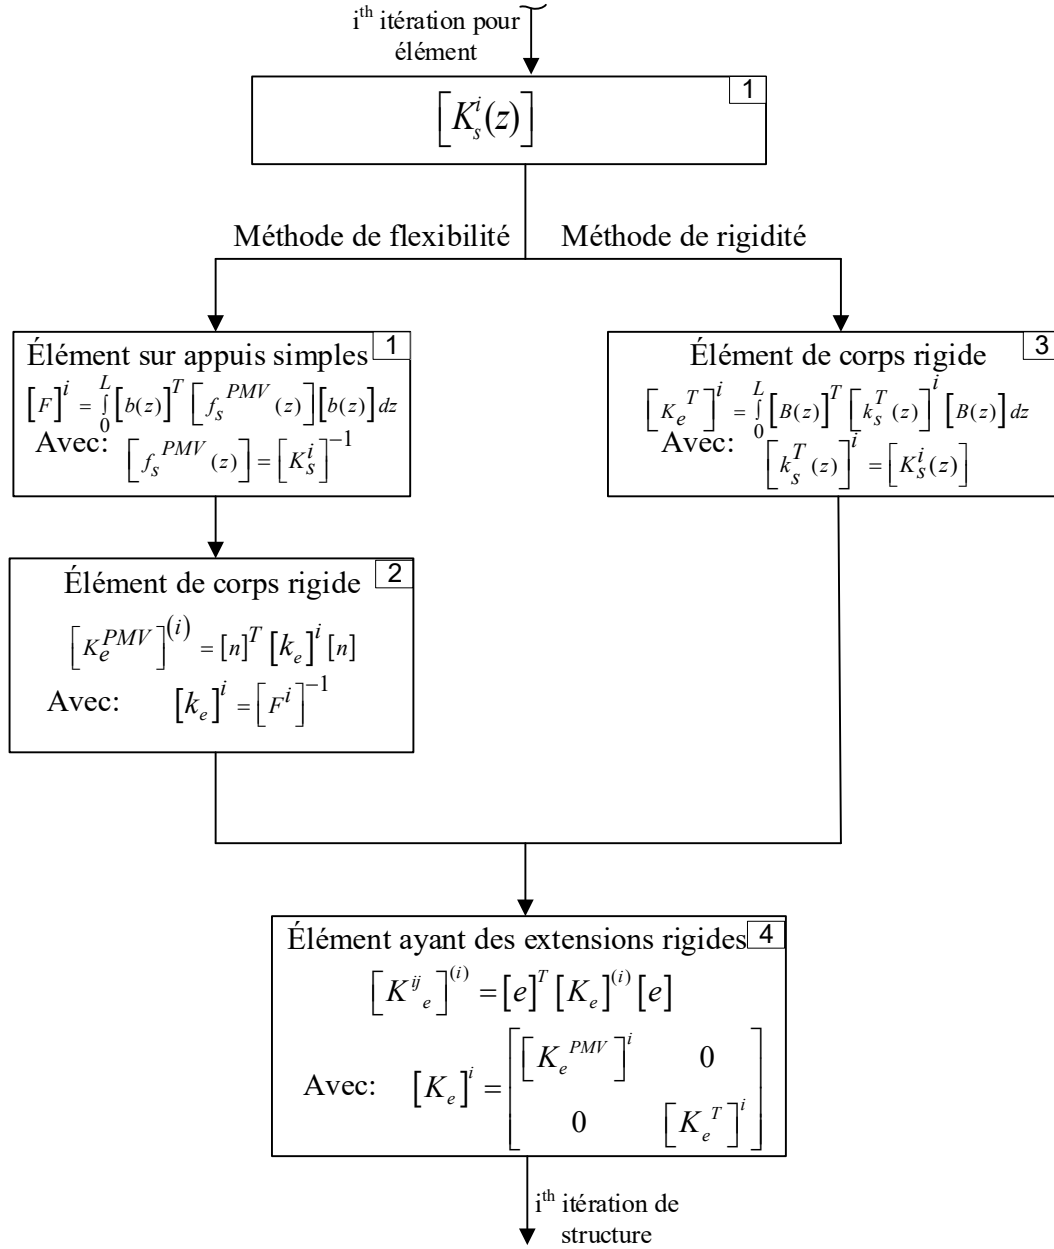 i^th itération pour
élément
1
[K_s^i(z)]
Méthode de flexibilité
Méthode de rigidité
Élément sur appuis simples 1
[F]^i = ∫_0^L [b(z)]^T [f_s^PMV (z)] [b(z)] dz
Avec: [f_s^PMV (z)] = [K_s^i]^-1
Élément de corps rigide 2
[K_e^PMV]^(i) = [n]^T [k_e]^i [n]
Avec: [k_e]^i = [F^i]^-1
Élément de corps rigide 3
[K_e^T]^i = ∫_0^L [B(z)]^T [k_s^T (z)]^i [B(z)] dz
Avec: [k_s^T (z)]^i = [K_s^i(z)]
Élément ayant des extensions rigides 4
[K^ij_e]^(i) = [e]^T [K_e]^(i) [e]
Avec: [K_e]^i = [[K_e^PMV]^i 0
0 [K_e^T]^i]
i^th itération de
structure